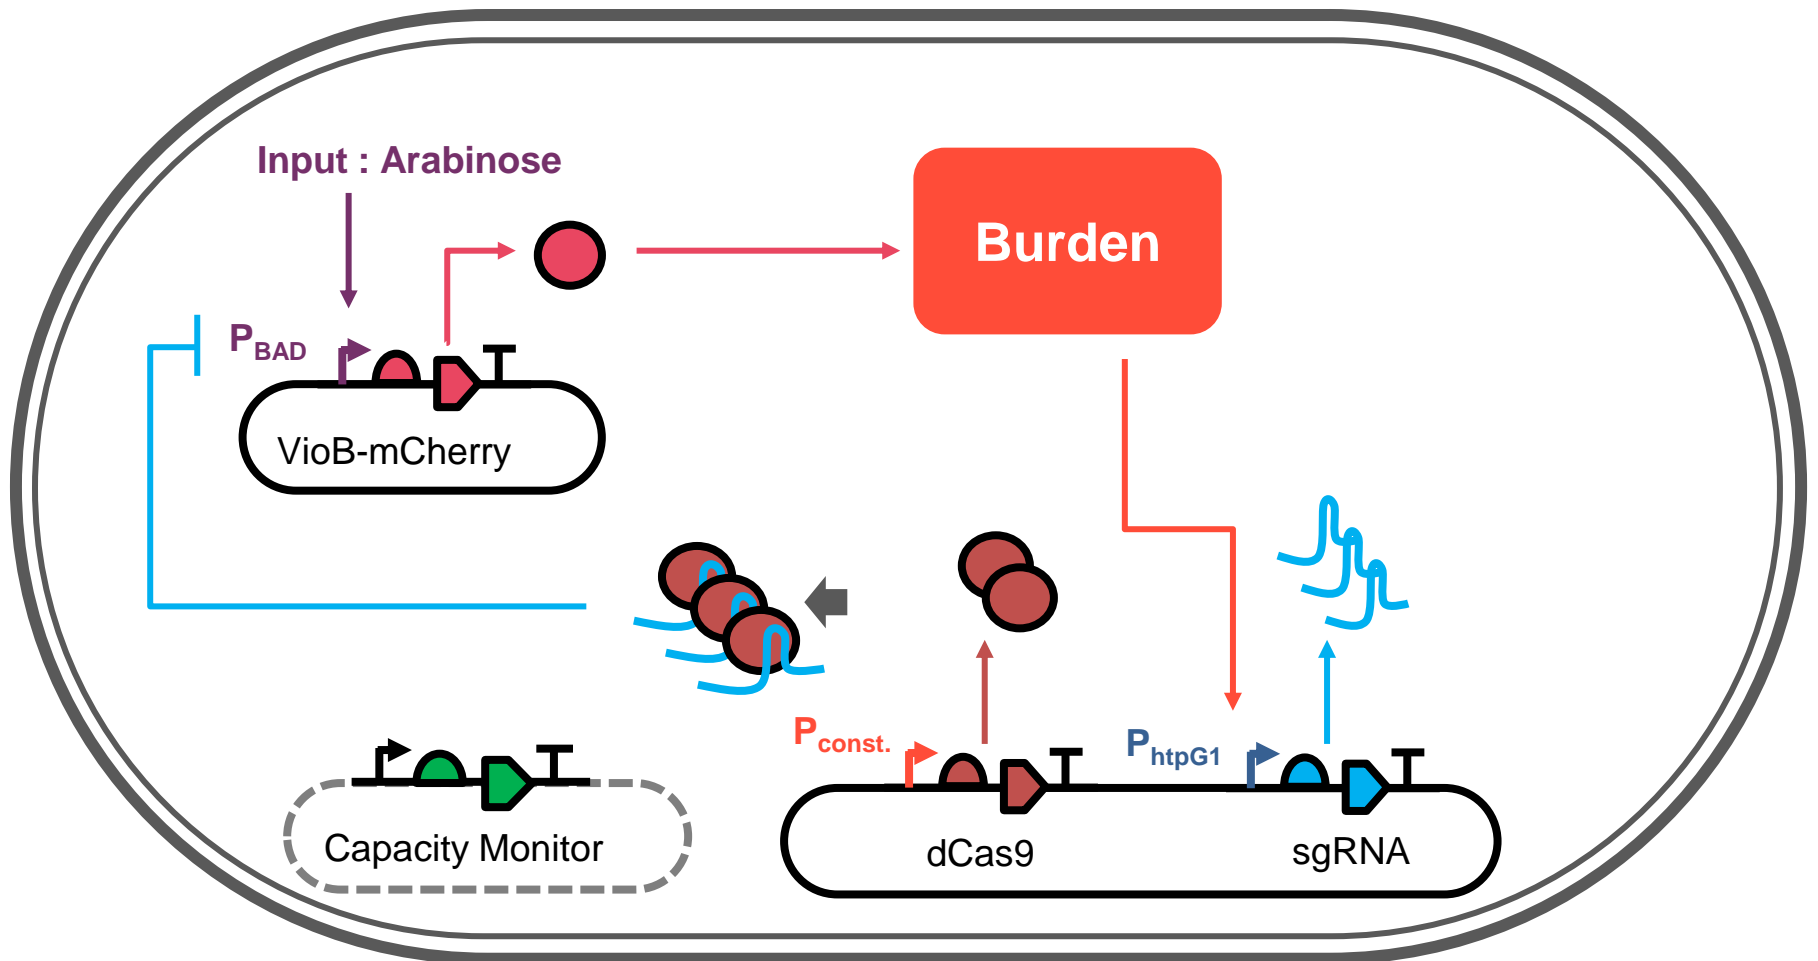 Input : Arabinose
Burden
PBAD
VioB-mCherry
Pconst.
PhtpG1
Capacity Monitor
dCas9
sgRNA